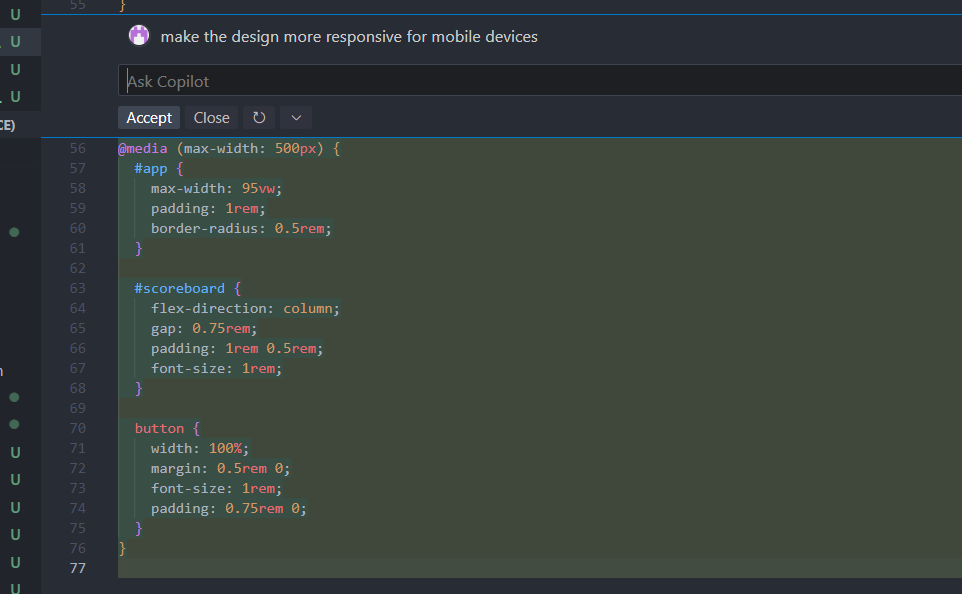 U
55 }
make the design more responsive for mobile devices
U
U
Ask Copilot
U
Accept Close
CE)
56 @media (max-width: 500px) {
57 #app {
58 max-width: 95vw;
59 padding: 1rem;
60 border-radius: 0.5rem;
61 }
62
63 #scoreboard {
64 flex-direction: column;
65 gap: 0.75rem;
66 padding: 1rem 0.5rem;
67 font-size: 1rem;
68 }
69
70 button {
71 width: 100%;
72 margin: 0.5rem 0;
73 font-size: 1rem;
74 padding: 0.75rem 0;
75 }
76 }
77
U
U
U
U
U
U